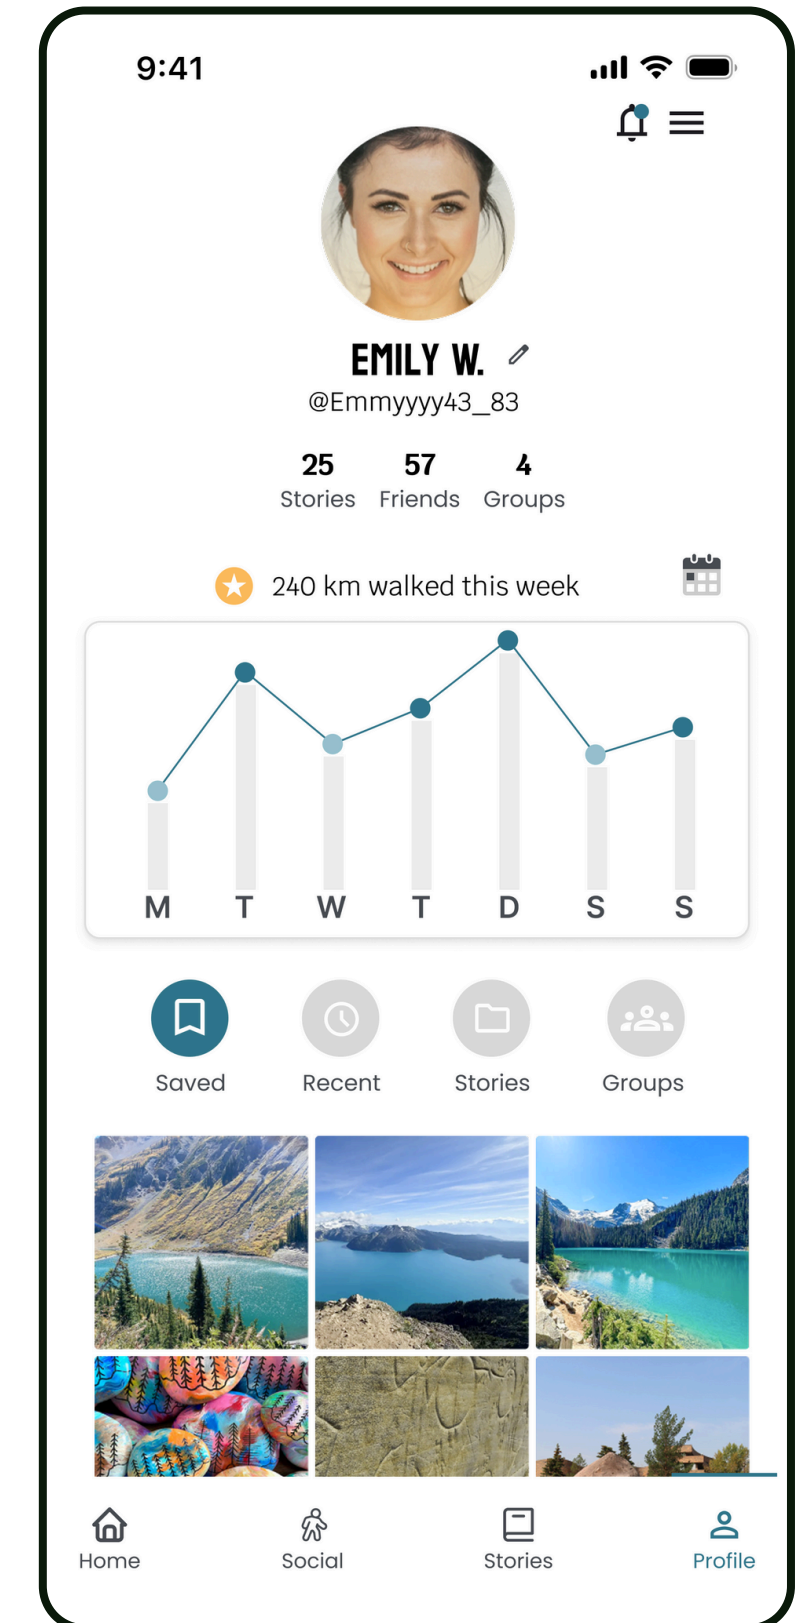 9:41
EMILY W.
@Emmyyyy43_83
25 57 4
Stories Friends Groups
240 km walked this week
M T W T D S S
Saved Recent Stories Groups
Home Social Stories Profile